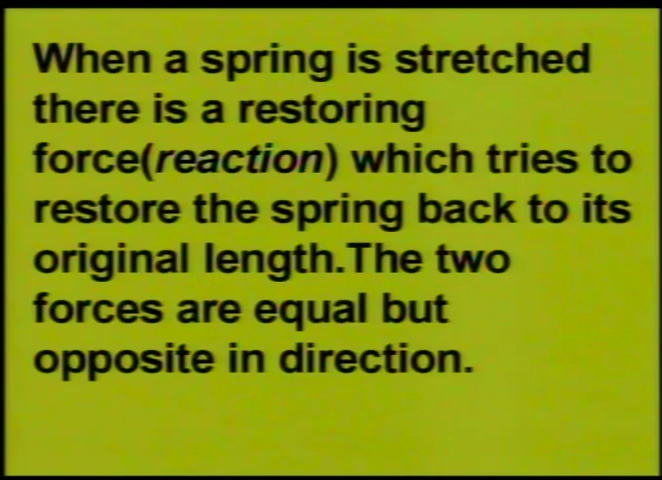 When a spring is stretched
there is a restoring
force(reaction) which tries to
restore the spring back to its
original length.The two
forces are equal but
opposite in direction.